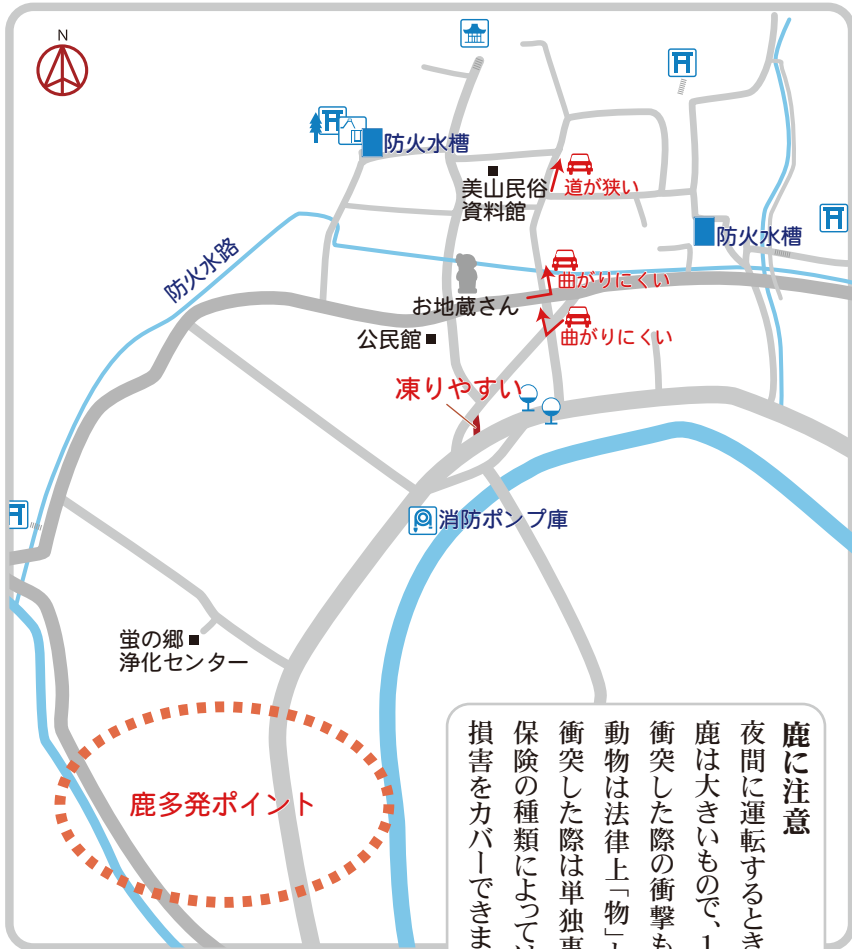 N
防火水槽
美山民俗
資料館
道が狭い
防火水槽
防火水路
曲がりにくい
お地蔵さん
曲がりにくい
公民館
凍りやすい
消防ポンプ庫
蛍の郷
浄化センター
鹿多発ポイント
鹿に注意
夜間に運転するとき
鹿は大きいもので、1
衝突した際の衝撃も
動物は法律上「物」
衝突した際は単独事
保険の種類によって
損害をカバーできま